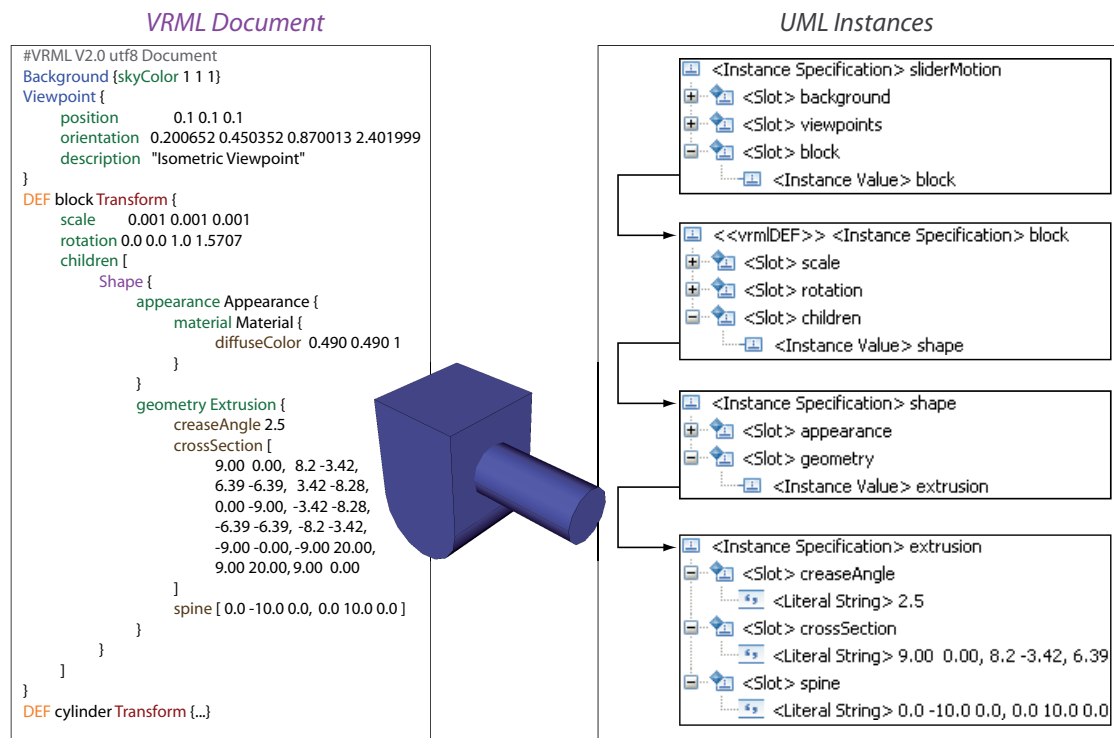 VRML Document
#VRML V2.0 utf8 Document
Background {skyColor 1 1 1}
Viewpoint {
position 0.1 0.1 0.1
orientation 0.200652 0.450352 0.870013 2.401999
description "Isometric Viewpoint"
}
DEF block Transform {
scale 0.001 0.001 0.001
rotation 0.0 0.0 1.0 1.5707
children [
Shape {
appearance Appearance {
material Material {
diffuseColor 0.490 0.490 1
}
}
geometry Extrusion {
creaseAngle 2.5
crossSection [
9.00 0.00, 8.2 -3.42,
6.39 -6.39, 3.42 -8.28,
0.00 -9.00, -3.42 -8.28,
-6.39 -6.39, -8.2 -3.42,
-9.00 -0.00, -9.00 20.00,
9.00 20.00, 9.00 0.00
]
spine [ 0.0 -10.0 0.0, 0.0 10.0 0.0 ]
}
}
]
}
DEF cylinder Transform {...}
UML Instances
<Instance Specification> sliderMotion
<Slot> background
<Slot> viewpoints
<Slot> block
<Instance Value> block
<<vrmlDEF>> <Instance Specification> block
<Slot> scale
<Slot> rotation
<Slot> children
<Instance Value> shape
<Instance Specification> shape
<Slot> appearance
<Slot> geometry
<Instance Value> extrusion
<Instance Specification> extrusion
<Slot> creaseAngle
<Literal String> 2.5
<Slot> crossSection
<Literal String> 9.00 0.00, 8.2 -3.42, 6.39
<Slot> spine
<Literal String> 0.0 -10.0 0.0, 0.0 10.0 0.0